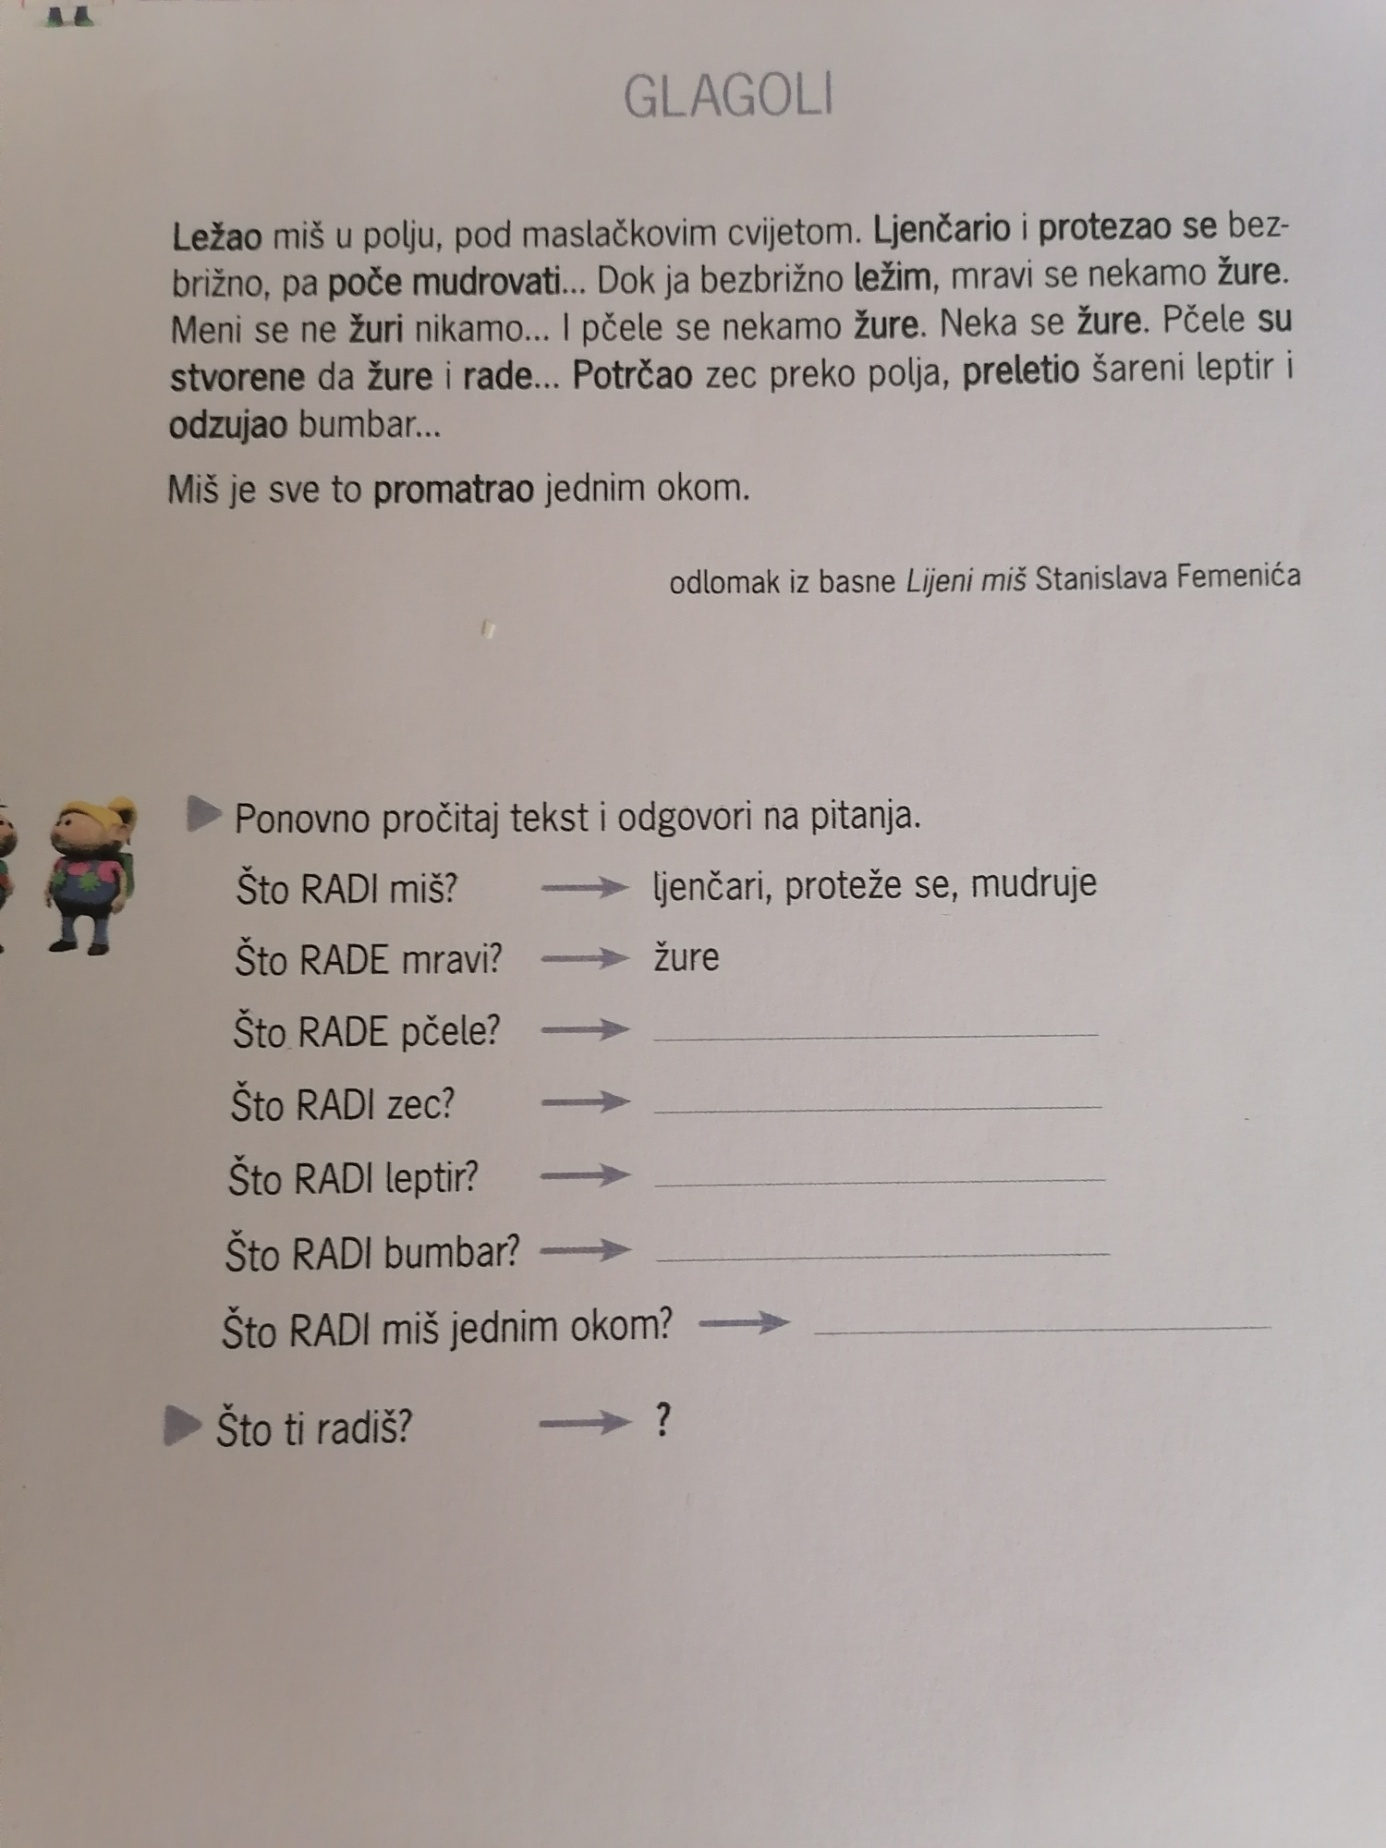 GLAGOLI
Ležao miš u polju, pod maslačkovim cvijetom. Ljenčario i protezao se bez-
brižno, pa poče mudrovati... Dok ja bezbrižno ležim, mravi se nekamo žure.
Meni se ne žuri nikamo... I pčele se nekamo žure. Neka se žure. Pčele su
stvorene da žure i rade... Potrčao zec preko polja, preletio šareni leptir i
odzujao bumbar...
Miš je sve to promatrao jednim okom.
odlomak iz basne Lijeni miš Stanislava Femenića
Ponovno pročitaj tekst i odgovori na pitanja.
Što RADI miš? → ljenčari, proteže se, mudruje
Što RADE mravi? → žure
Što RADE pčele? →
Što RADI zec? →
Što RADI leptir? →
Što RADI bumbar? →
Što RADI miš jednim okom? →
Što ti radiš? → ?